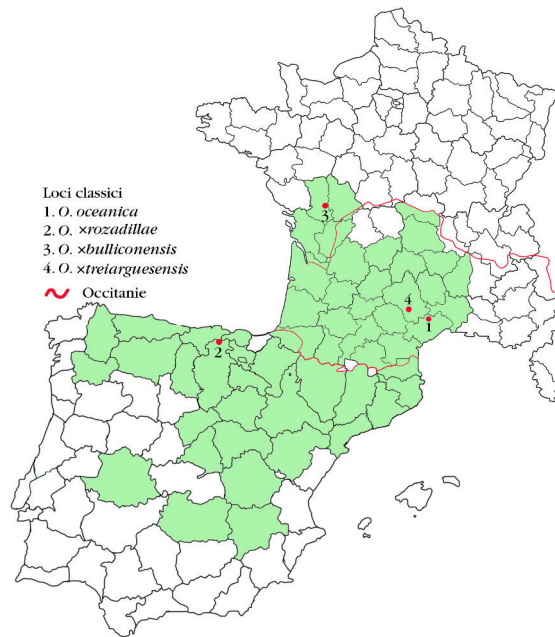 Loci classici
1. O. oceanica
2. O. ×rozadillae
3. O. ×bulliconensis
4. O. ×treiarguesensis
Occitanie
3
4
1
2